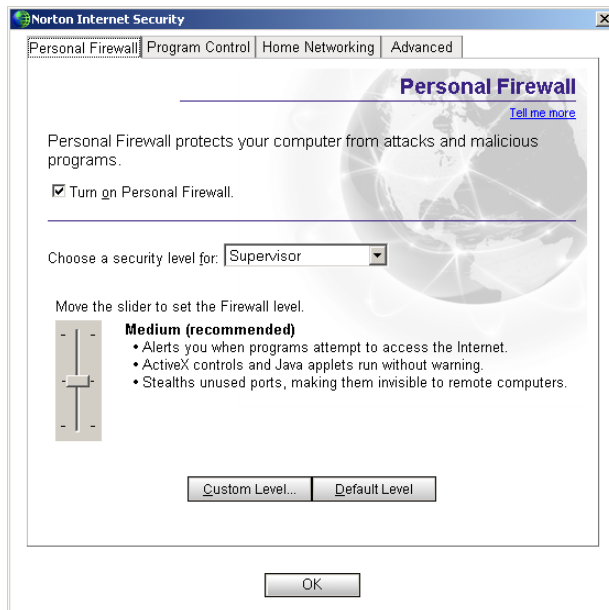 Norton Internet Security
Personal Firewall Program Control Home Networking Advanced
Personal Firewall
Tell me more
Personal Firewall protects your computer from attacks and malicious
programs.
Turn on Personal Firewall.
Choose a security level for: Supervisor
Move the slider to set the Firewall level.
Medium (recommended)
• Alerts you when programs attempt to access the Internet.
• ActiveX controls and Java applets run without warning.
• Stealths unused ports, making them invisible to remote computers.
Custom Level... Default Level
OK